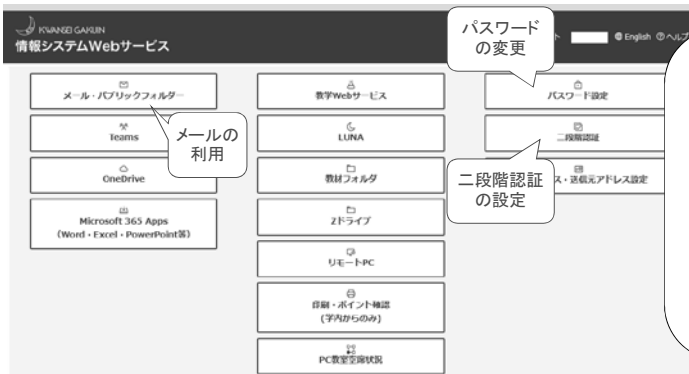 KWANSEI GAKUIN
情報システムWebサービス
ト
English
ヘルプ
パスワード
の変更
メール・パブリックフォルダー
メールの
利用
Teams
OneDrive
Microsoft 365 Apps
(Word・Excel・PowerPoint等)
教学Webサービス
LUNA
教材フォルダ
Zドライブ
リモートPC
印刷・ポイント確認
(学内からのみ)
PC教室空席状況
パスワード設定
二段階認証
二段階認証
の設定
ス・送信元アドレス設定